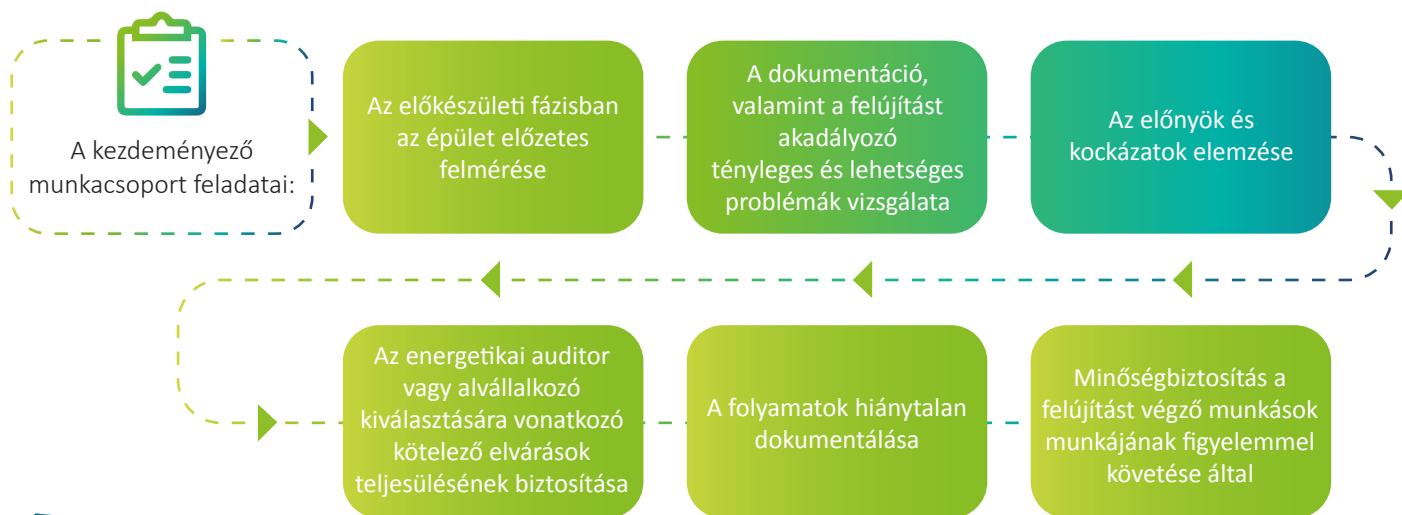 A kezdeményező
munkacsoport feladatai:
Az előkészületi fázisban
az épület előzetes
felmérése
A dokumentáció,
valamint a felújítást
akadályozó
tényleges és lehetséges
problémák vizsgálata
Az előnyök és
kockázatok elemzése
Az energetikai auditor
vagy alvállalkozó
kiválasztására vonatkozó
kötelező elvárások
teljesülésének biztosítása
A folyamatok hiánytalan
dokumentálása
Minőségbiztosítás a
felújítást végző munkások
munkájának figyelemmel
követése által